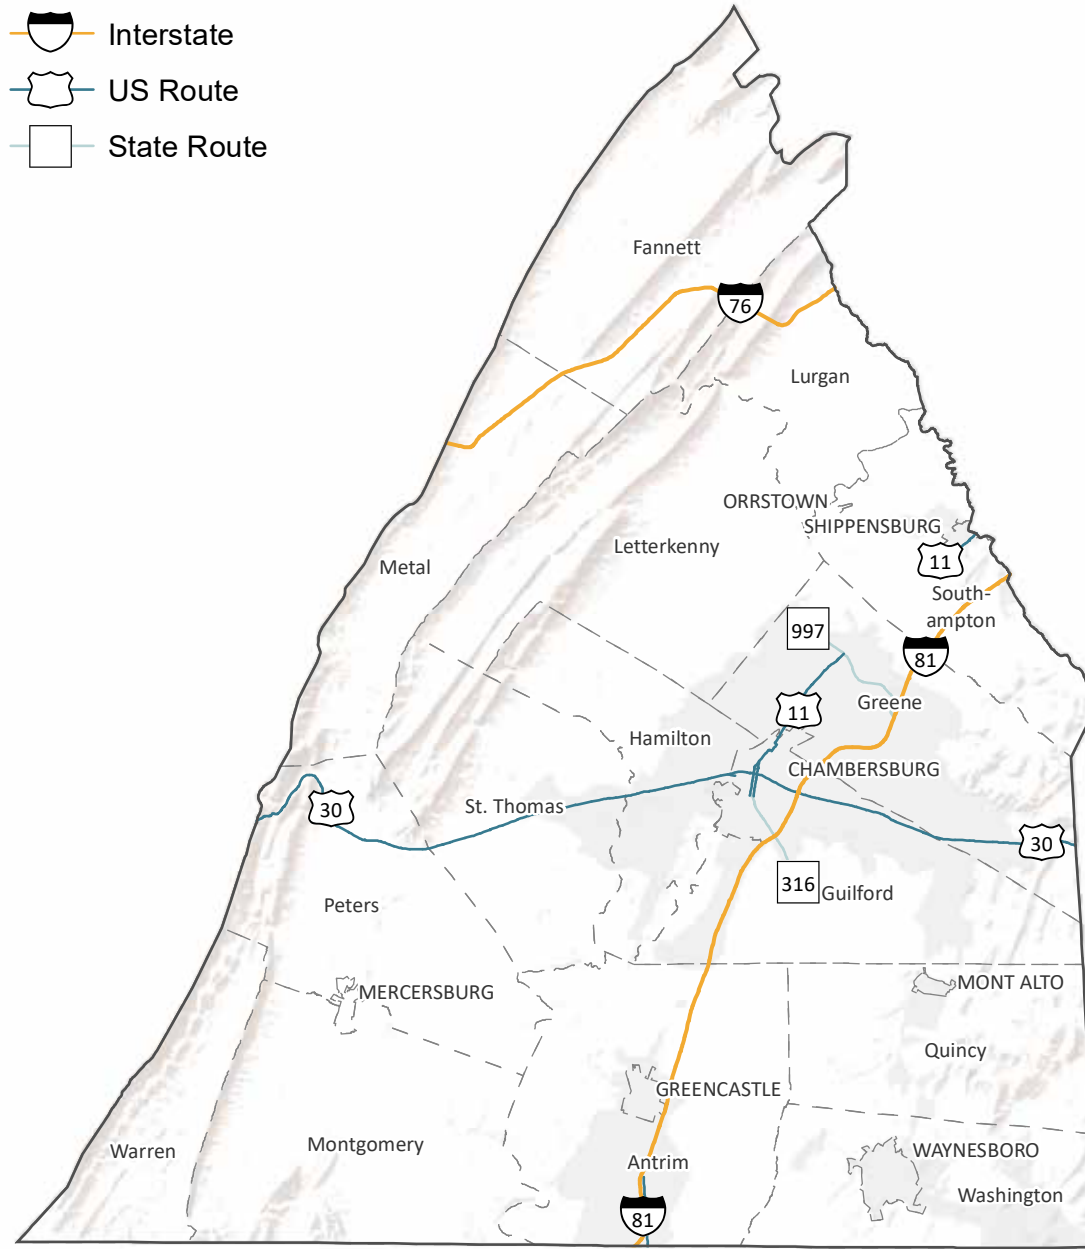 Interstate
US Route
State Route
Fannett
76
Lurgan
ORRSTOWN
SHIPPENSBURG
Letterkenny
11
Metal
South-
ampton
997
81
Greene
11
Hamilton
CHAMBERSBURG
St. Thomas
30
30
316
Guilford
Peters
MERCERSBURG
MONT ALTO
Quincy
GREENCASTLE
Warren
Montgomery
WAYNESBORO
Antrim
Washington
81